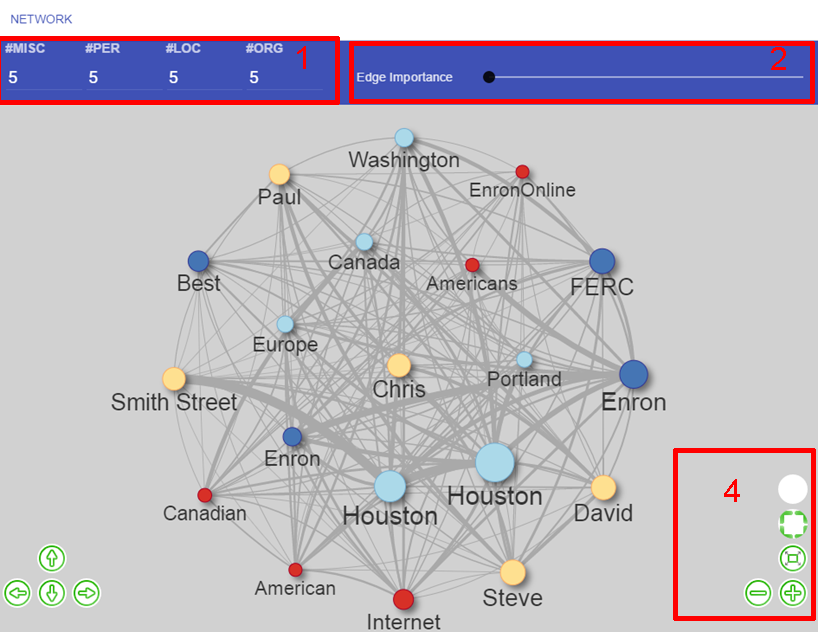 NETWORK
#MISC #PER #LOC #ORG 1
5 5 5 5
Edge Importance 2
Washington
EnronOnline
Paul
Canada
Americans
Best
FERC
Europe
Portland
Chris
Smith Street
Enron
Enron
Houston
Houston
4
Canadian
David
American
Steve
Internet